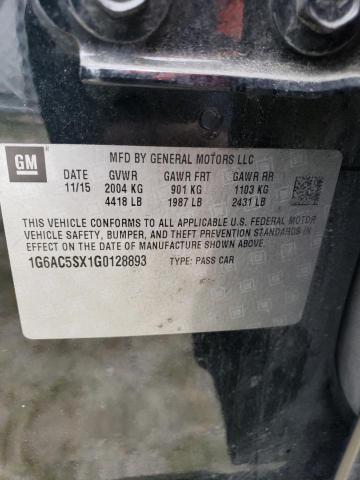 GM
MFD BY GENERAL MOTORS LLC
DATE GVWR GAWR FRT GAWR RR
11/15 2004 KG 901 KG 1103 KG
4418 LB 1987 LB 2431 LB
THIS VEHICLE CONFORMS TO ALL APPLICABLE U.S. FEDERAL MOTOR
VEHICLE SAFETY, BUMPER, AND THEFT PREVENTION STANDARDS IN
EFFECT ON THE DATE OF MANUFACTURE SHOWN ABOVE.
1G6AC5SX1G0128893 TYPE: PASS CAR